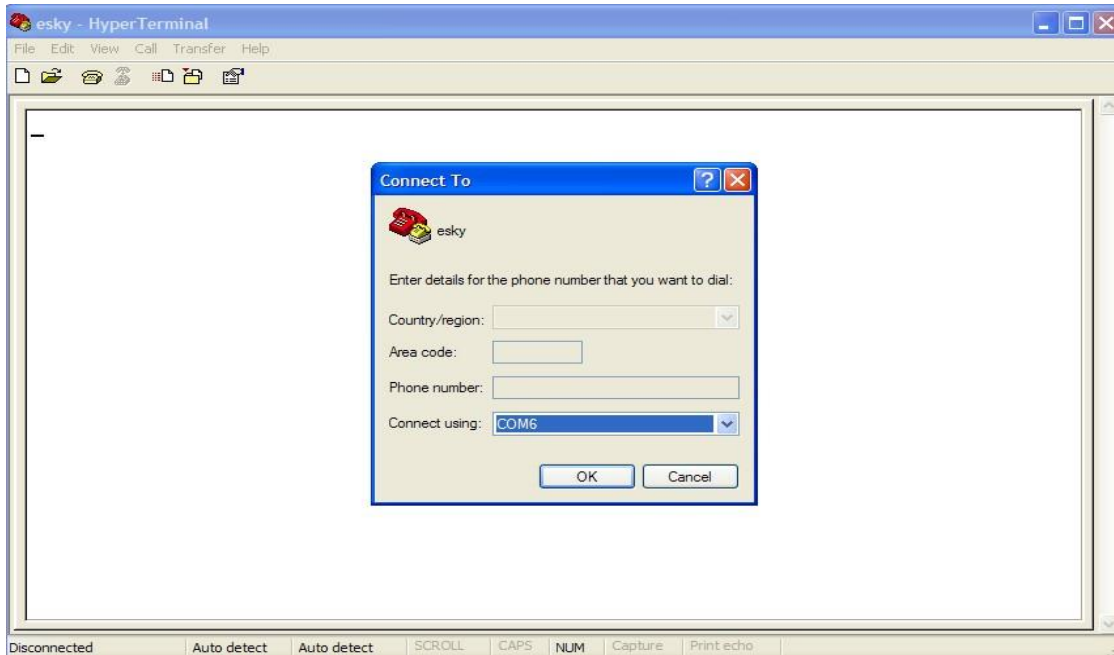 esky - HyperTerminal
File Edit View Call Transfer Help
Connect To
esky
Enter details for the phone number that you want to dial:
Country/region:
Area code:
Phone number:
Connect using: COM6
OK Cancel
Disconnected Auto detect Auto detect SCROLL CAPS NUM Capture Print echo